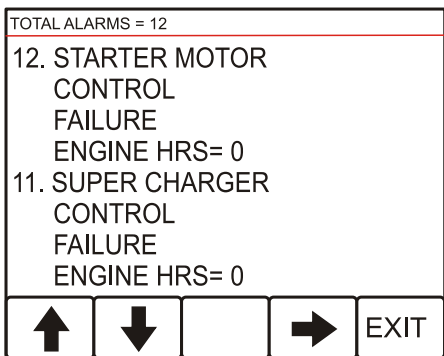 TOTAL ALARMS = 12
12. STARTER MOTOR
CONTROL
FAILURE
ENGINE HRS= 0
11. SUPER CHARGER
CONTROL
FAILURE
ENGINE HRS= 0
EXIT